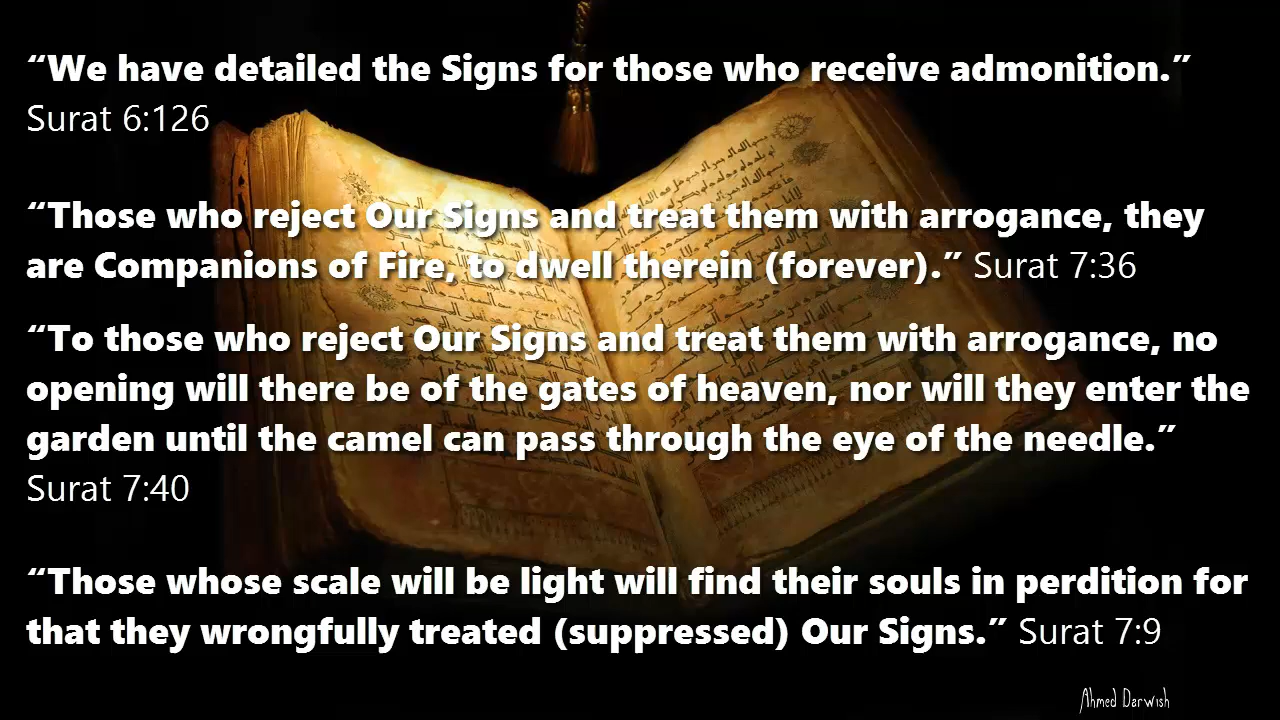 “We have detailed the Signs for those who receive admonition.”
Surat 6:126
“Those who reject Our Signs and treat them with arrogance, they
are Companions of Fire, to dwell therein (forever).” Surat 7:36
“To those who reject Our Signs and treat them with arrogance, no
opening will there be of the gates of heaven, nor will they enter the
garden until the camel can pass through the eye of the needle.”
Surat 7:40
“Those whose scale will be light will find their souls in perdition for
that they wrongfully treated (suppressed) Our Signs.” Surat 7:9
Ahmed Darwish